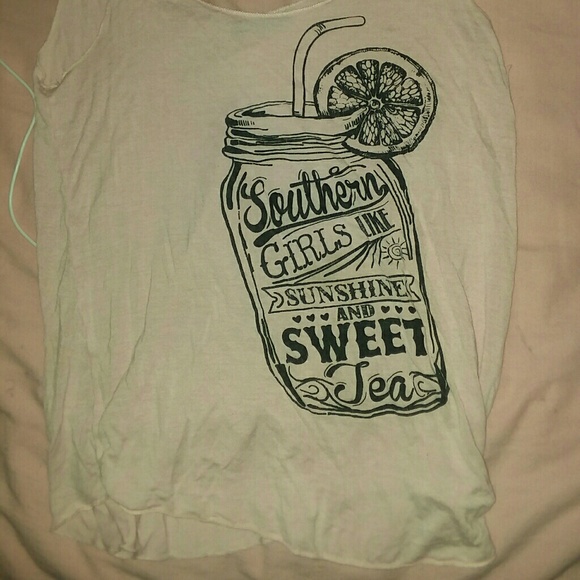 Southern
GIRLS LIKE
SUNSHINE
AND
SWEET
Tea